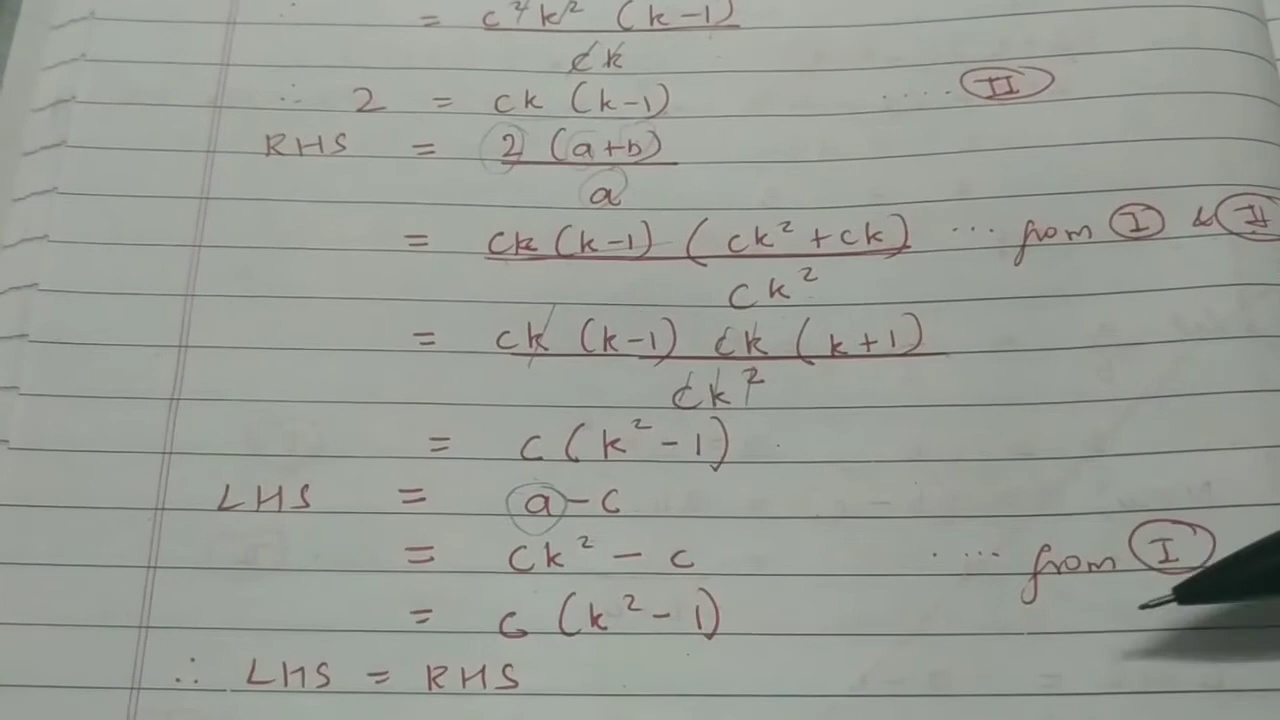 = c²k² (k-1) / ck
∴ 2 = ck (k-1) .... II
RHS = 2 (a+b) / a
= ck (k-1) (ck² + ck) / ck² ... from I & II
= ck (k-1) ck (k+1) / ck²
= c (k² - 1)
LHS = a - c
= ck² - c .... from I
= c (k² - 1)
∴ LHS = RHS